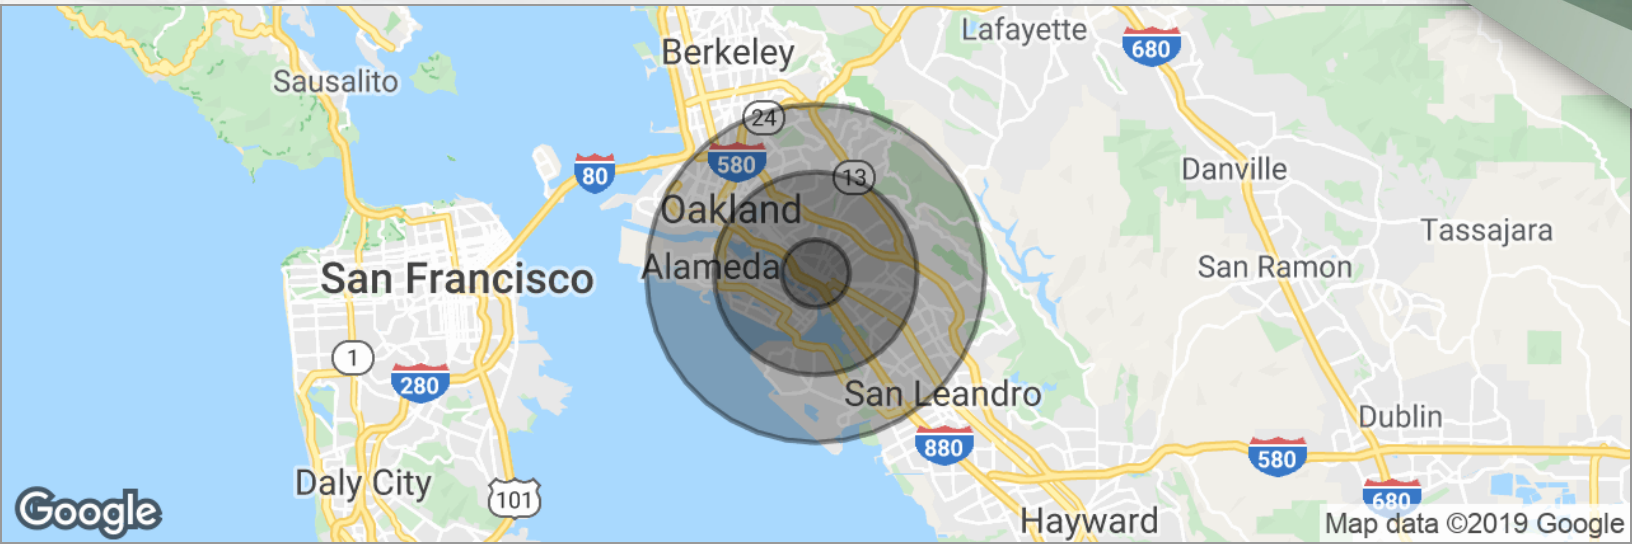 Lafayette
680
Berkeley
Sausalito
24
580
80
13
Danville
Oakland
Tassajara
Alameda
San Francisco
San Ramon
1
280
San Leandro
Dublin
880
580
Daly City
101
680
Google
Hayward
Map data ©2019 Google